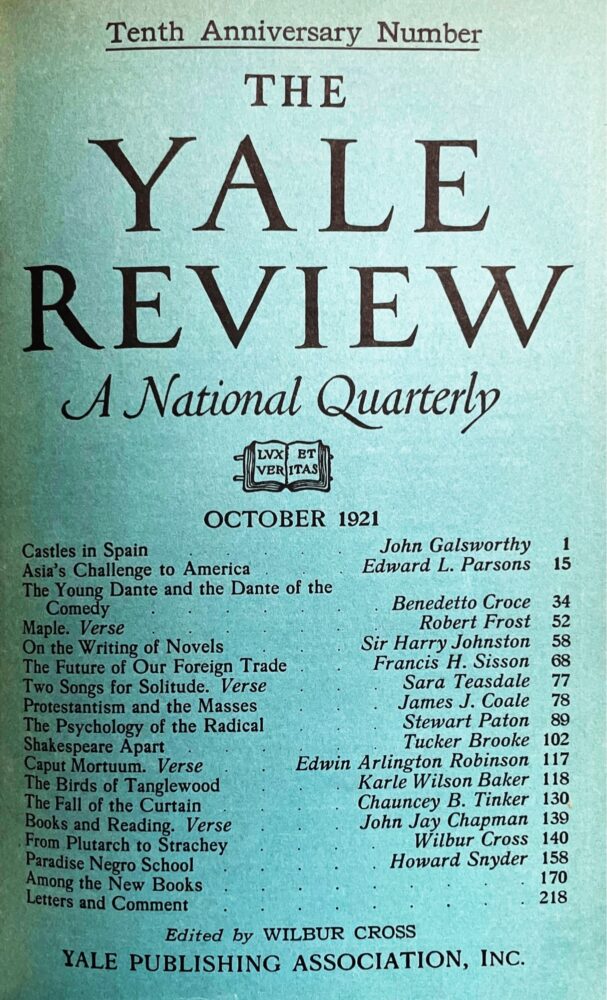 Tenth Anniversary Number
THE
YALE
REVIEW
A National Quarterly
LVX ET
VERITAS
OCTOBER 1921
Castles in Spain . . . . . John Galsworthy 1
Asia's Challenge to America . . . Edward L. Parsons 15
The Young Dante and the Dante of the
Comedy . . . . . . Benedetto Croce 34
Maple. Verse . . . . . . Robert Frost 52
On the Writing of Novels . . . Sir Harry Johnston 58
The Future of Our Foreign Trade . . Francis H. Sisson 68
Two Songs for Solitude. Verse . . . Sara Teasdale 77
Protestantism and the Masses . . . James J. Coale 78
The Psychology of the Radical . . . Stewart Paton 89
Shakespeare Apart . . . . . Tucker Brooke 102
Caput Mortuum. Verse . . Edwin Arlington Robinson 117
The Birds of Tanglewood . . . Karle Wilson Baker 118
The Fall of the Curtain . . . Chauncey B. Tinker 130
Books and Reading. Verse . . . John Jay Chapman 139
From Plutarch to Strachey . . . . Wilbur Cross 140
Paradise Negro School . . . . Howard Snyder 158
Among the New Books . . . . . . . . 170
Letters and Comment . . . . . . . . 218
Edited by WILBUR CROSS
YALE PUBLISHING ASSOCIATION, INC.